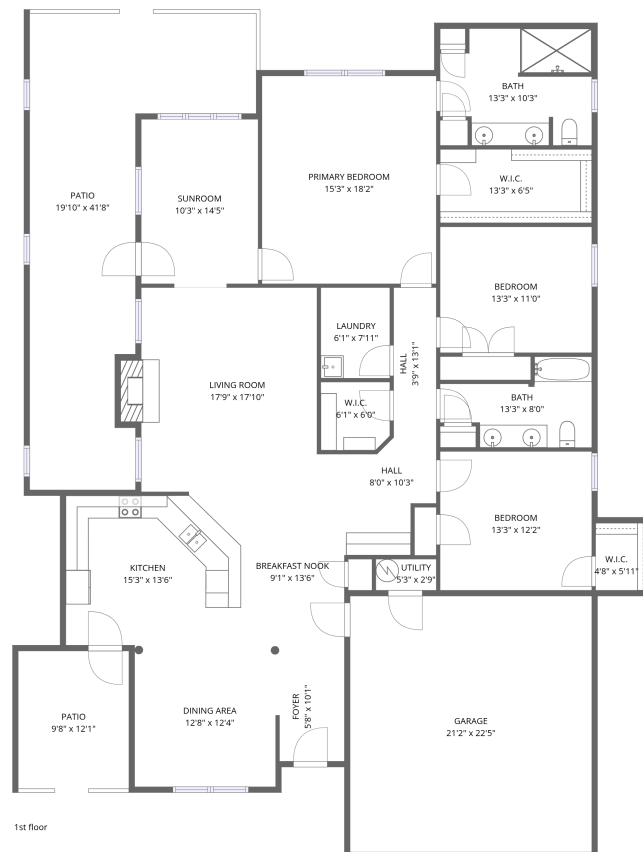 BATH
13'3" x 10'3"
PATIO
19'10" x 41'8"
SUNROOM
10'3" x 14'5"
PRIMARY BEDROOM
15'3" x 18'2"
W.I.C.
13'3" x 6'5"
BEDROOM
13'3" x 11'0"
LAUNDRY
6'1" x 7'11"
HALL
3'9" x 13'1"
LIVING ROOM
17'9" x 17'10"
W.I.C.
6'1" x 6'0"
BATH
13'3" x 8'0"
HALL
8'0" x 10'3"
BEDROOM
13'3" x 12'2"
KITCHEN
15'3" x 13'6"
BREAKFAST NOOK
9'1" x 13'6"
UTILITY
5'3" x 2'9"
W.I.C.
4'8" x 5'11"
PATIO
9'8" x 12'1"
DINING AREA
12'8" x 12'4"
FOYER
5'8" x 10'1"
GARAGE
21'2" x 22'5"
1st floor